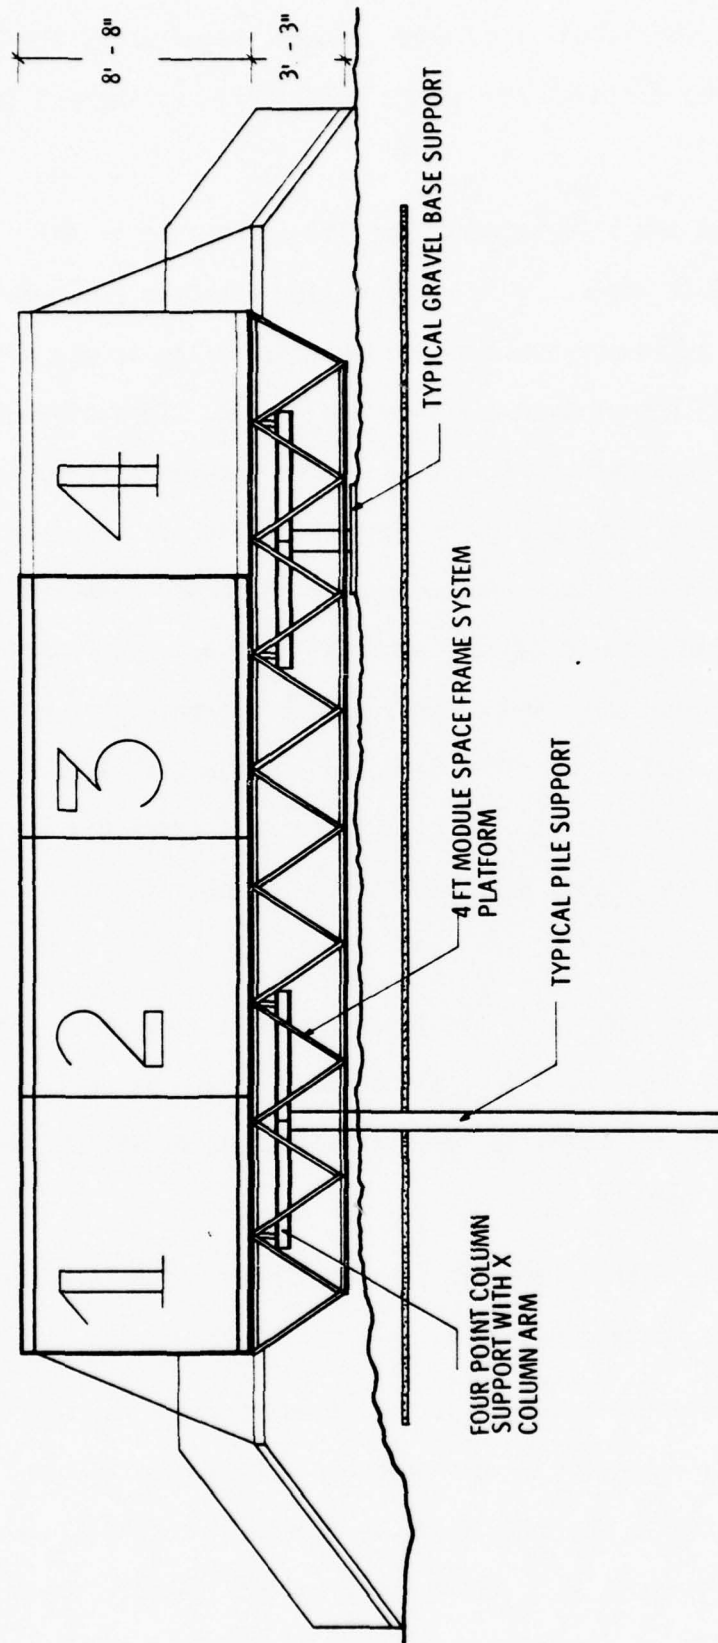 8' - 8"
3' - 3"
1
2
3
4
FOUR POINT COLUMN
SUPPORT WITH X
COLUMN ARM
TYPICAL PILE SUPPORT
4 FT MODULE SPACE FRAME SYSTEM
PLATFORM
TYPICAL GRAVEL BASE SUPPORT